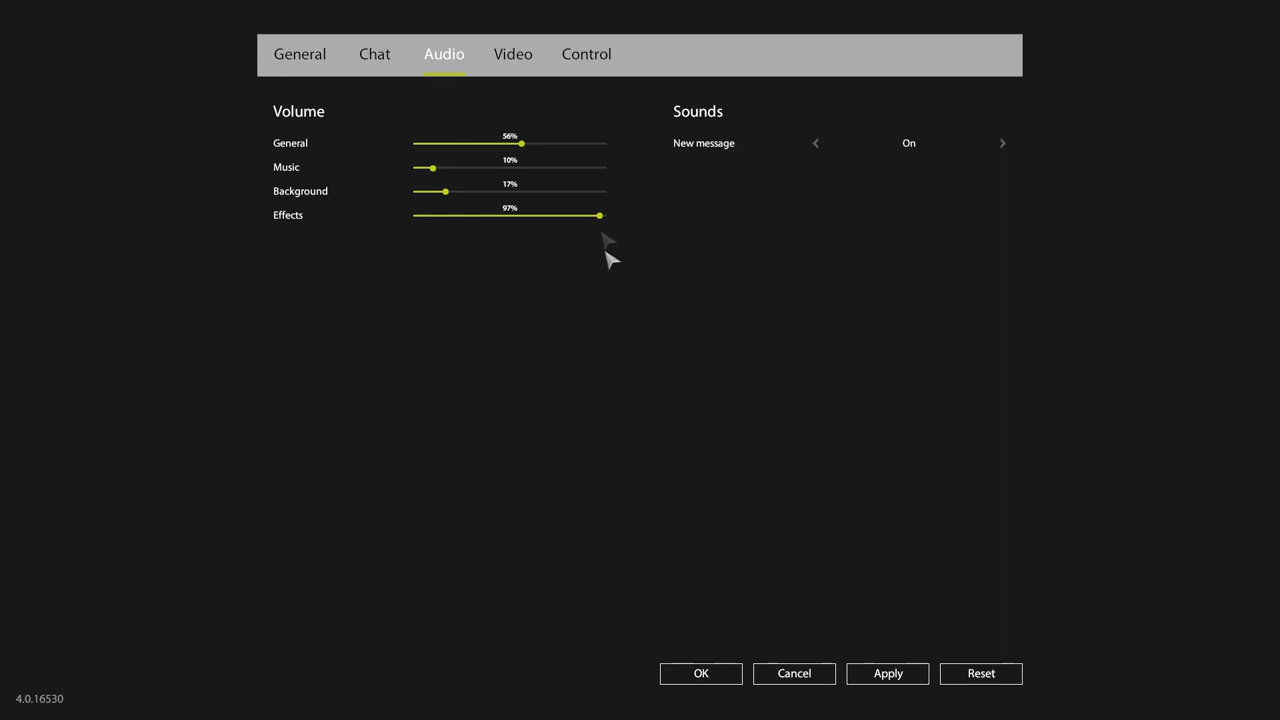 General Chat Audio Video Control
Volume
General 56%
Music 10%
Background 17%
Effects 97%
Sounds
New message On
OK Cancel Apply Reset
4.0.16530